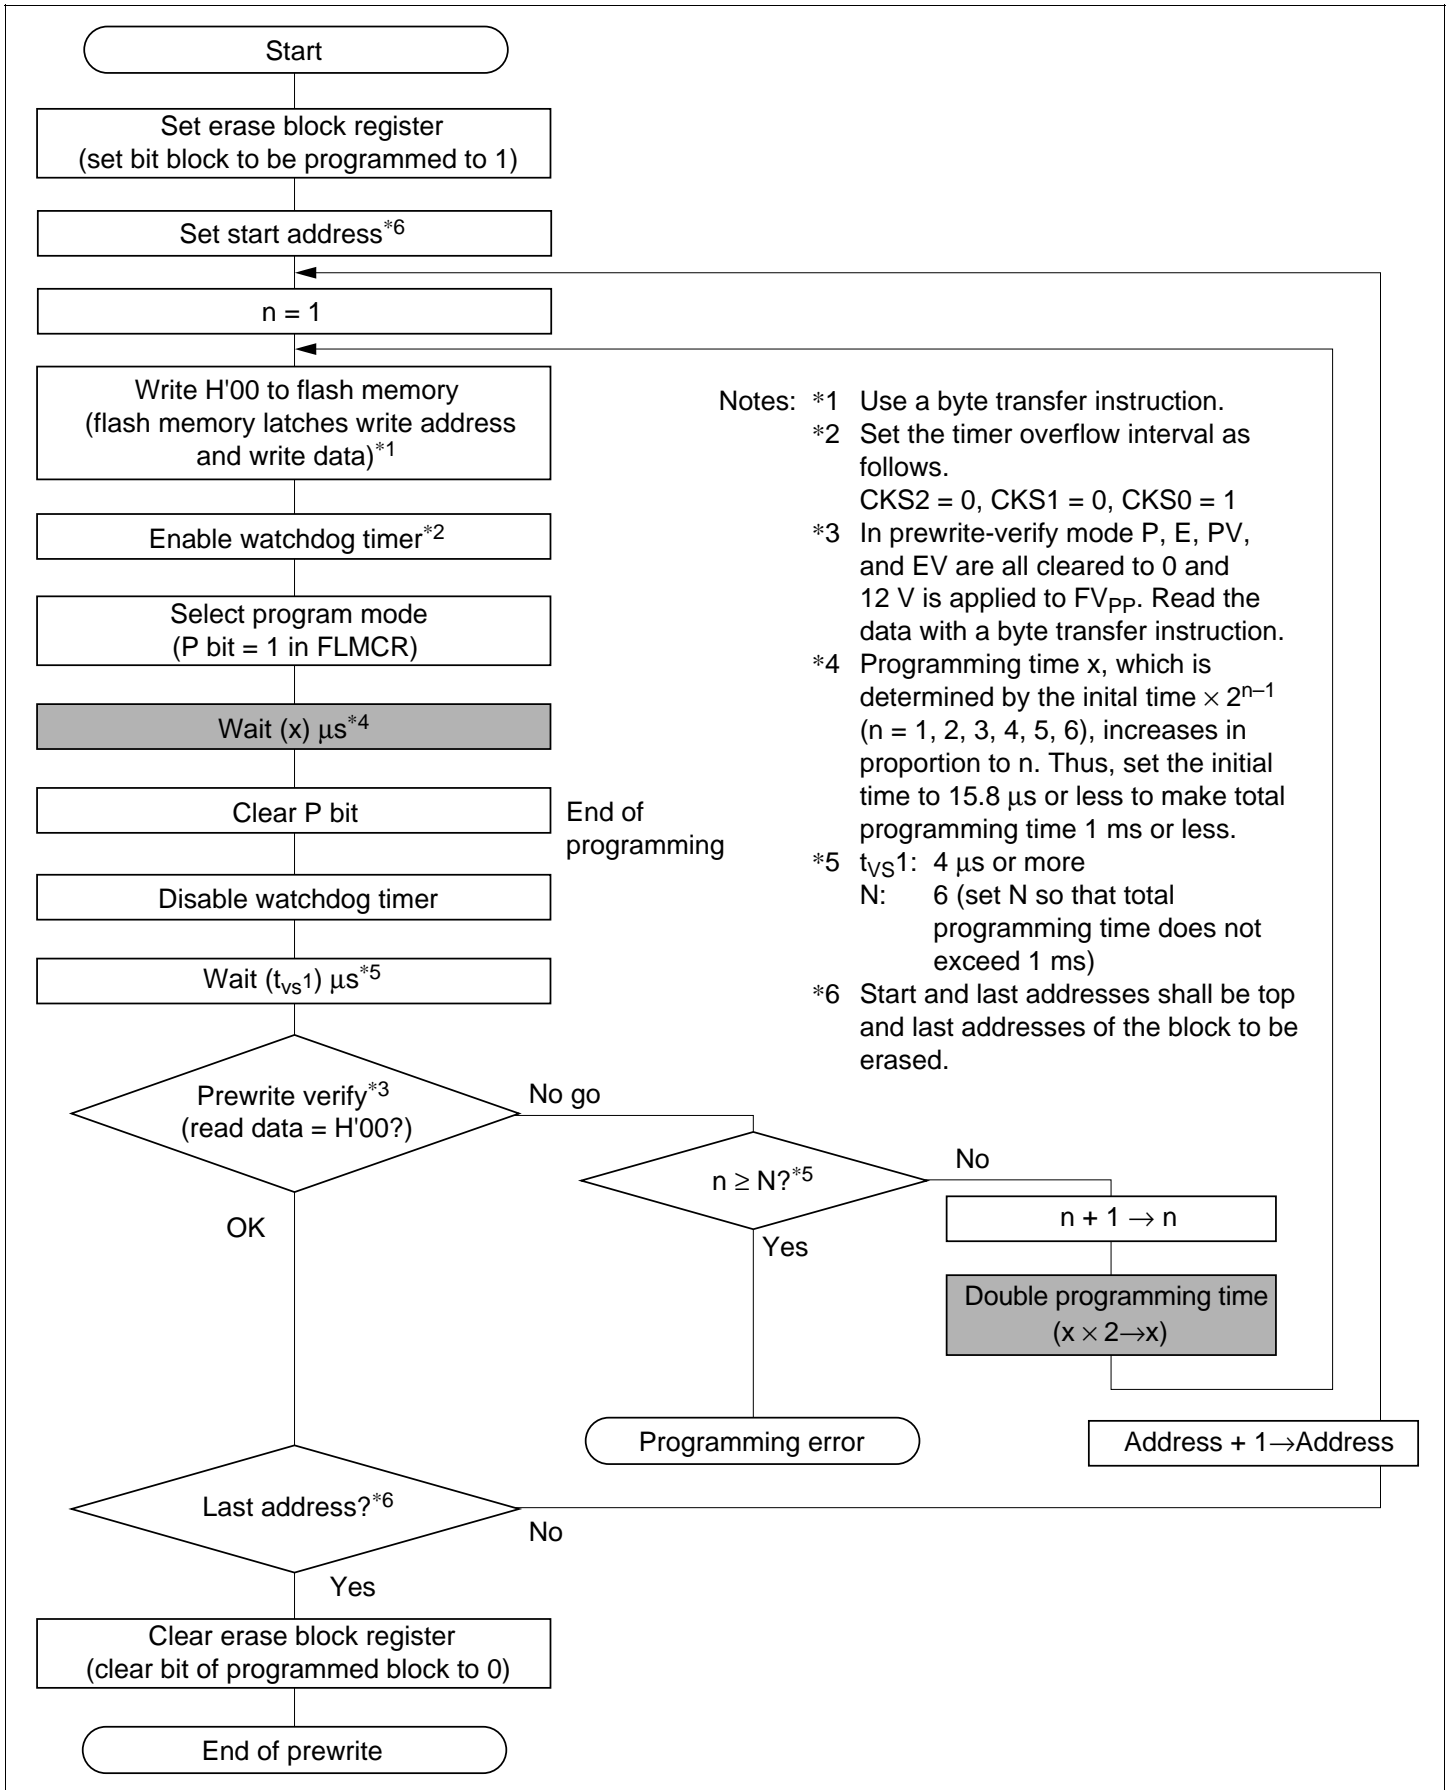 Start
Set erase block register
(set bit block to be programmed to 1)
Set start address*6
n = 1
Write H'00 to flash memory
(flash memory latches write address
and write data)*1
Enable watchdog timer*2
Select program mode
(P bit = 1 in FLMCR)
Wait (x) μs*4
Clear P bit
End of
programming
Disable watchdog timer
Wait (tvs1) μs*5
Notes: *1 Use a byte transfer instruction.
*2 Set the timer overflow interval as
follows.
CKS2 = 0, CKS1 = 0, CKS0 = 1
*3 In prewrite-verify mode P, E, PV,
and EV are all cleared to 0 and
12 V is applied to FVPP. Read the
data with a byte transfer instruction.
*4 Programming time x, which is
determined by the inital time × 2^n–1
(n = 1, 2, 3, 4, 5, 6), increases in
proportion to n. Thus, set the initial
time to 15.8 μs or less to make total
programming time 1 ms or less.
*5 tVS1: 4 μs or more
N: 6 (set N so that total
programming time does not
exceed 1 ms)
*6 Start and last addresses shall be top
and last addresses of the block to be
erased.
Prewrite verify*3
(read data = H'00?)
No go
OK
n ≥ N?*5
No
Yes
n + 1 → n
Double programming time
(x × 2→x)
Programming error
Address + 1→Address
Last address?*6
No
Yes
Clear erase block register
(clear bit of programmed block to 0)
End of prewrite